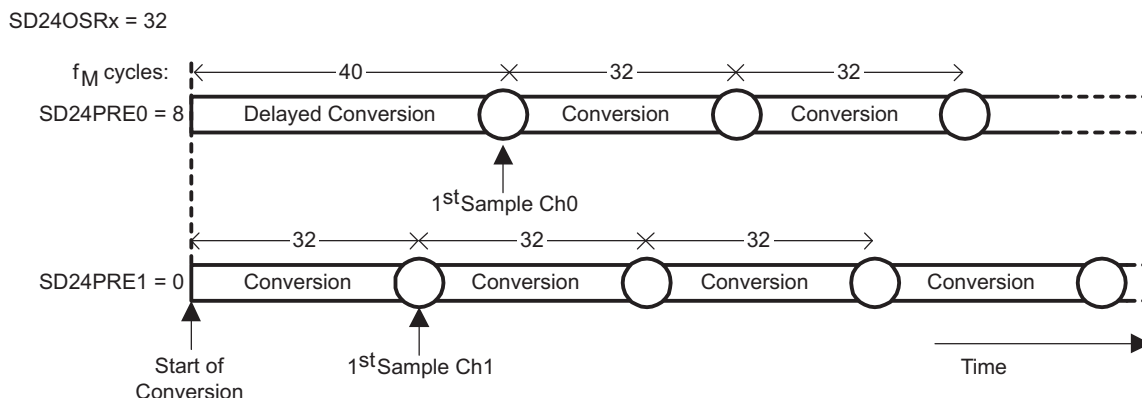 SD24OSRx = 32
fM cycles:
40
32
32
SD24PRE0 = 8
Delayed Conversion
Conversion
Conversion
1st Sample Ch0
32
32
32
SD24PRE1 = 0
Conversion
Conversion
Conversion
Conversion
Start of
Conversion
1st Sample Ch1
Time